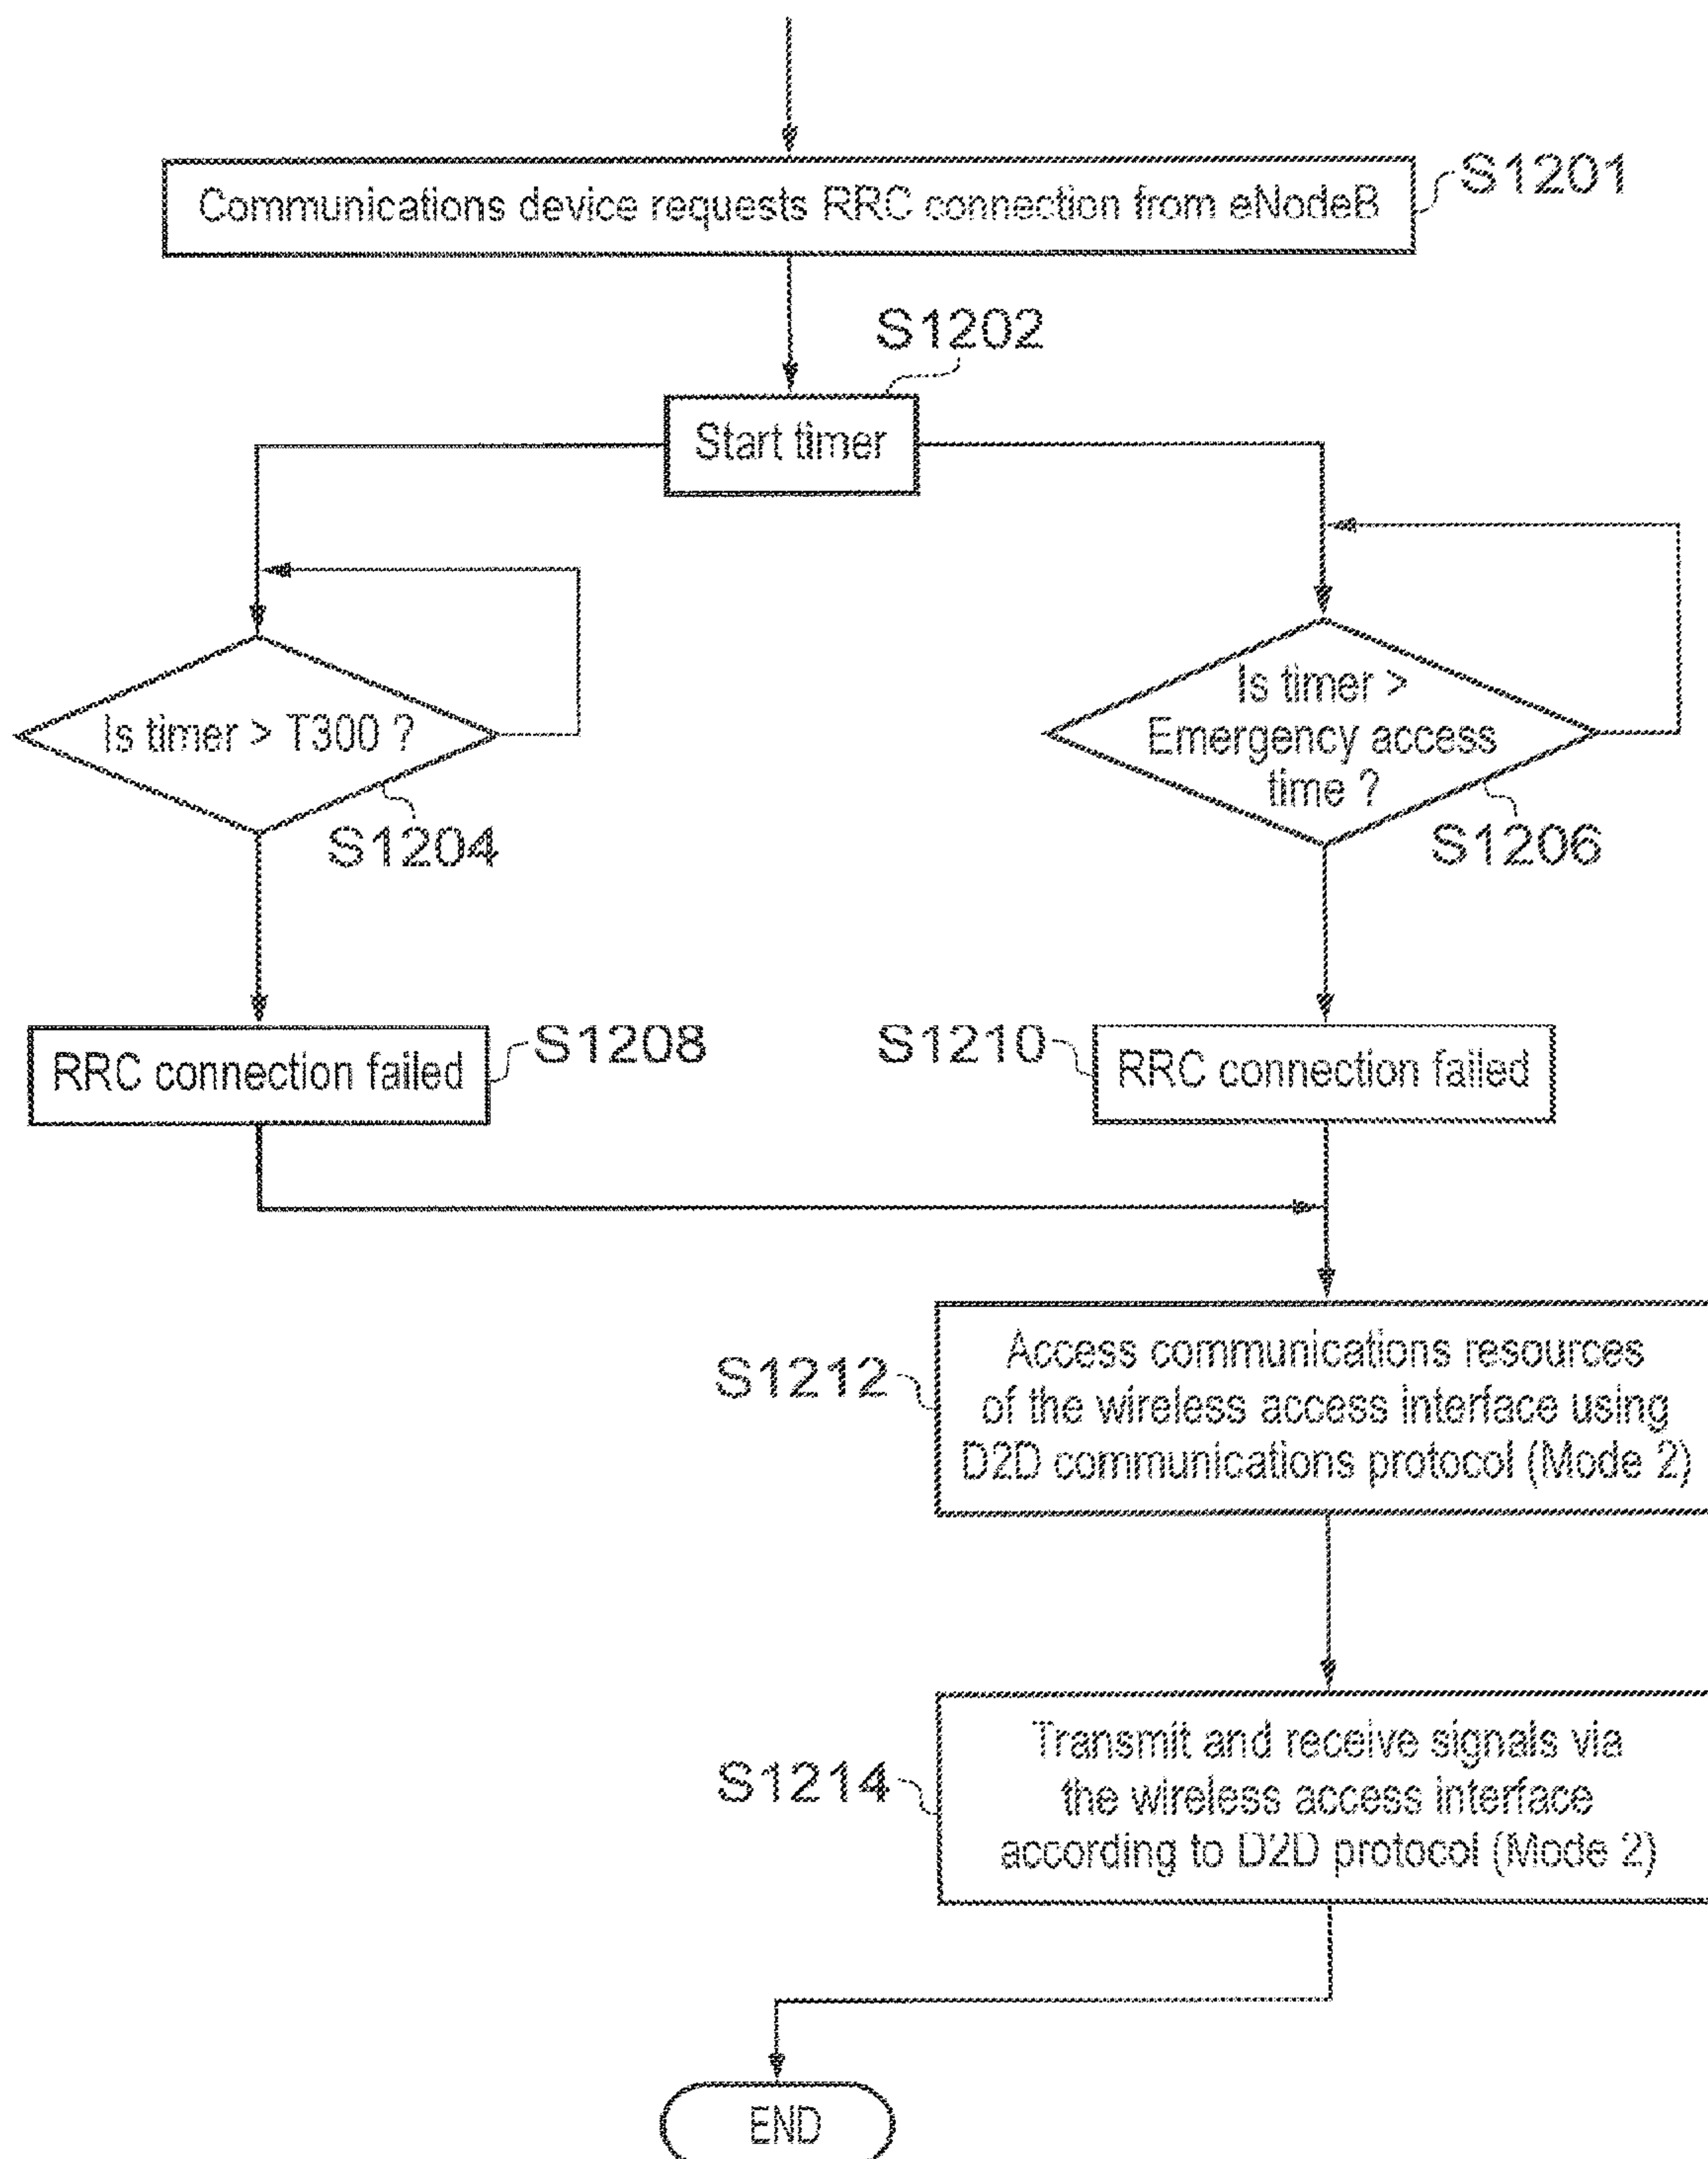 Communications device requests RRC connection from eNodeB
S1201
S1202
Start timer
Is timer > T300 ?
S1204
Is timer >
Emergency access
time ?
S1206
RRC connection failed
S1208
S1210
RRC connection failed
S1212
Access communications resources
of the wireless access interface using
D2D communications protocol (Mode 2)
S1214
Transmit and receive signals via
the wireless access interface
according to D2D protocol (Mode 2)
END